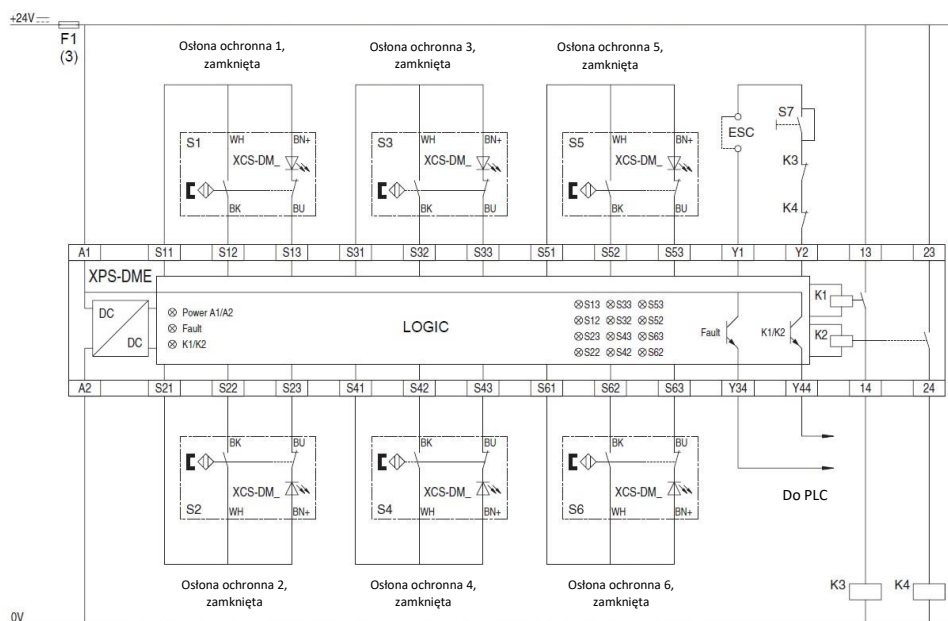 +24V
F1
(3)
Osłona ochronna 1,
zamknięta
Osłona ochronna 3,
zamknięta
Osłona ochronna 5,
zamknięta
S1 WH BN+
XCS-DM_
BK BU
S3 WH BN+
XCS-DM_
BK BU
S5 WH BN+
XCS-DM_
BK BU
ESC
S7
K3
K4
A1 S11 S12 S13 S31 S32 S33 S51 S52 S53 Y1 Y2 13 23
XPS-DME
DC
DC
Power A1/A2
Fault
K1/K2
LOGIC
S13 S33 S53
S12 S32 S52
S23 S43 S63
S22 S42 S62
Fault
K1/K2
K1
K2
A2 S21 S22 S23 S41 S42 S43 S61 S62 S63 Y34 Y44 14 24
BK BU
XCS-DM_
S2 WH BN+
BK BU
XCS-DM_
S4 WH BN+
BK BU
XCS-DM_
S6 WH BN+
Do PLC
Osłona ochronna 2,
zamknięta
Osłona ochronna 4,
zamknięta
Osłona ochronna 6,
zamknięta
K3
K4
0V